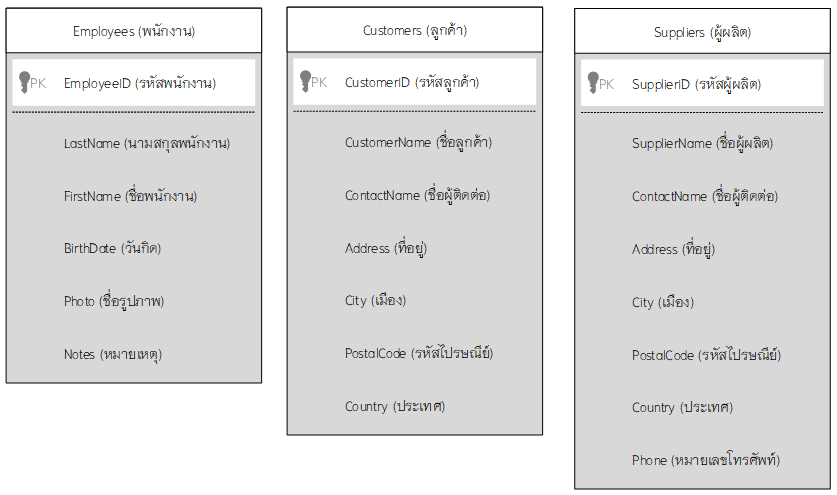 Employees (พนักงาน)
PK EmployeeID (รหัสพนักงาน)
LastName (นามสกุลพนักงาน)
FirstName (ชื่อพนักงาน)
BirthDate (วันกิด)
Photo (ชื่อรูปภาพ)
Notes (หมายเหตุ)
Customers (ลูกค้า)
PK CustomerID (รหัสลูกค้า)
CustomerName (ชื่อลูกค้า)
ContactName (ชื่อผู้ติดต่อ)
Address (ที่อยู่)
City (เมือง)
PostalCode (รหัสไปรษณีย์)
Country (ประเทศ)
Suppliers (ผู้ผลิต)
PK SupplierID (รหัสผู้ผลิต)
SupplierName (ชื่อผู้ผลิต)
ContactName (ชื่อผู้ติดต่อ)
Address (ที่อยู่)
City (เมือง)
PostalCode (รหัสไปรษณีย์)
Country (ประเทศ)
Phone (หมายเลขโทรศัพท์)